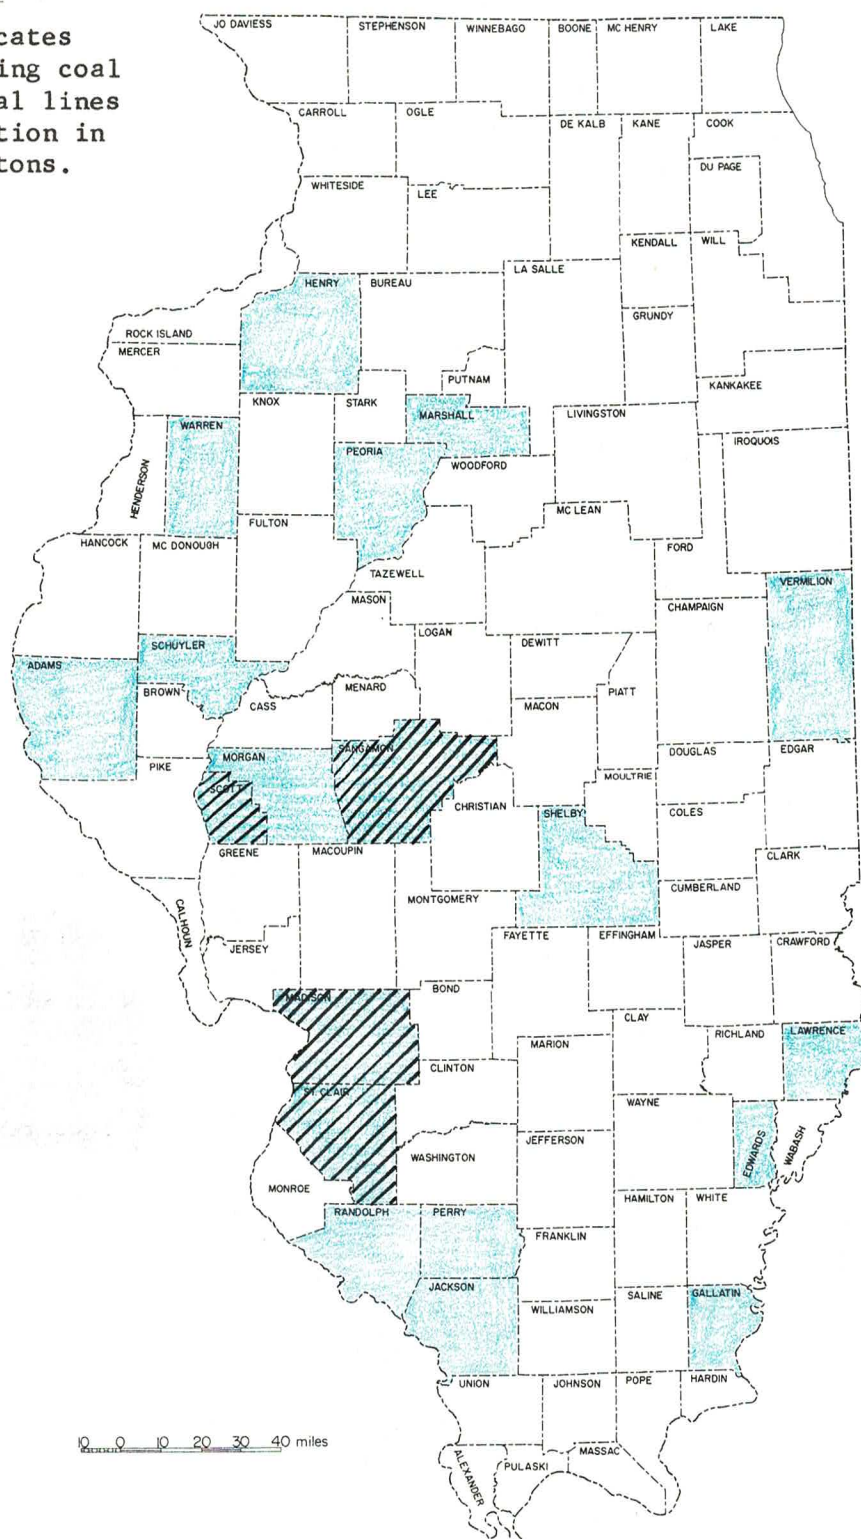 cates
ing coal
al lines
tion in
tons.
JO DAVIESS
STEPHENSON
WINNEBAGO
BOONE
MC HENRY
LAKE
CARROLL
OGLE
DE KALB
KANE
COOK
DU PAGE
WHITESIDE
LEE
KENDALL
WILL
LA SALLE
HENRY
BUREAU
GRUNDY
ROCK ISLAND
MERCER
PUTNAM
KANKAKEE
KNOX
STARK
MARSHALL
LIVINGSTON
WARREN
IROQUOIS
PEORIA
WOODFORD
HENDERSON
MC LEAN
FULTON
HANCOCK
MC DONOUGH
FORD
TAZEWELL
VERMILION
MASON
CHAMPAIGN
LOGAN
DEWITT
SCHUYLER
ADAMS
MENARD
BROWN
PIATT
CASS
MACON
SANGAMON
DOUGLAS
EDGAR
MORGAN
PIKE
MOULTRIE
SCOTT
CHRISTIAN
SHELBY
COLES
GREENE
MACOUPIN
CLARK
CUMBERLAND
MONTGOMERY
CALHOUN
FAYETTE
EFFINGHAM
JASPER
CRAWFORD
JERSEY
BOND
MADISON
CLAY
RICHLAND
LAWRENCE
MARION
CLINTON
ST. CLAIR
WAYNE
EDWARDS
WABASH
JEFFERSON
WASHINGTON
MONROE
HAMILTON
WHITE
RANDOLPH
PERRY
FRANKLIN
JACKSON
SALINE
GALLATIN
WILLIAMSON
UNION
JOHNSON
POPE
HARDIN
10 0 10 20 30 40 miles
MASSAC
ALEXANDER
PULASKI